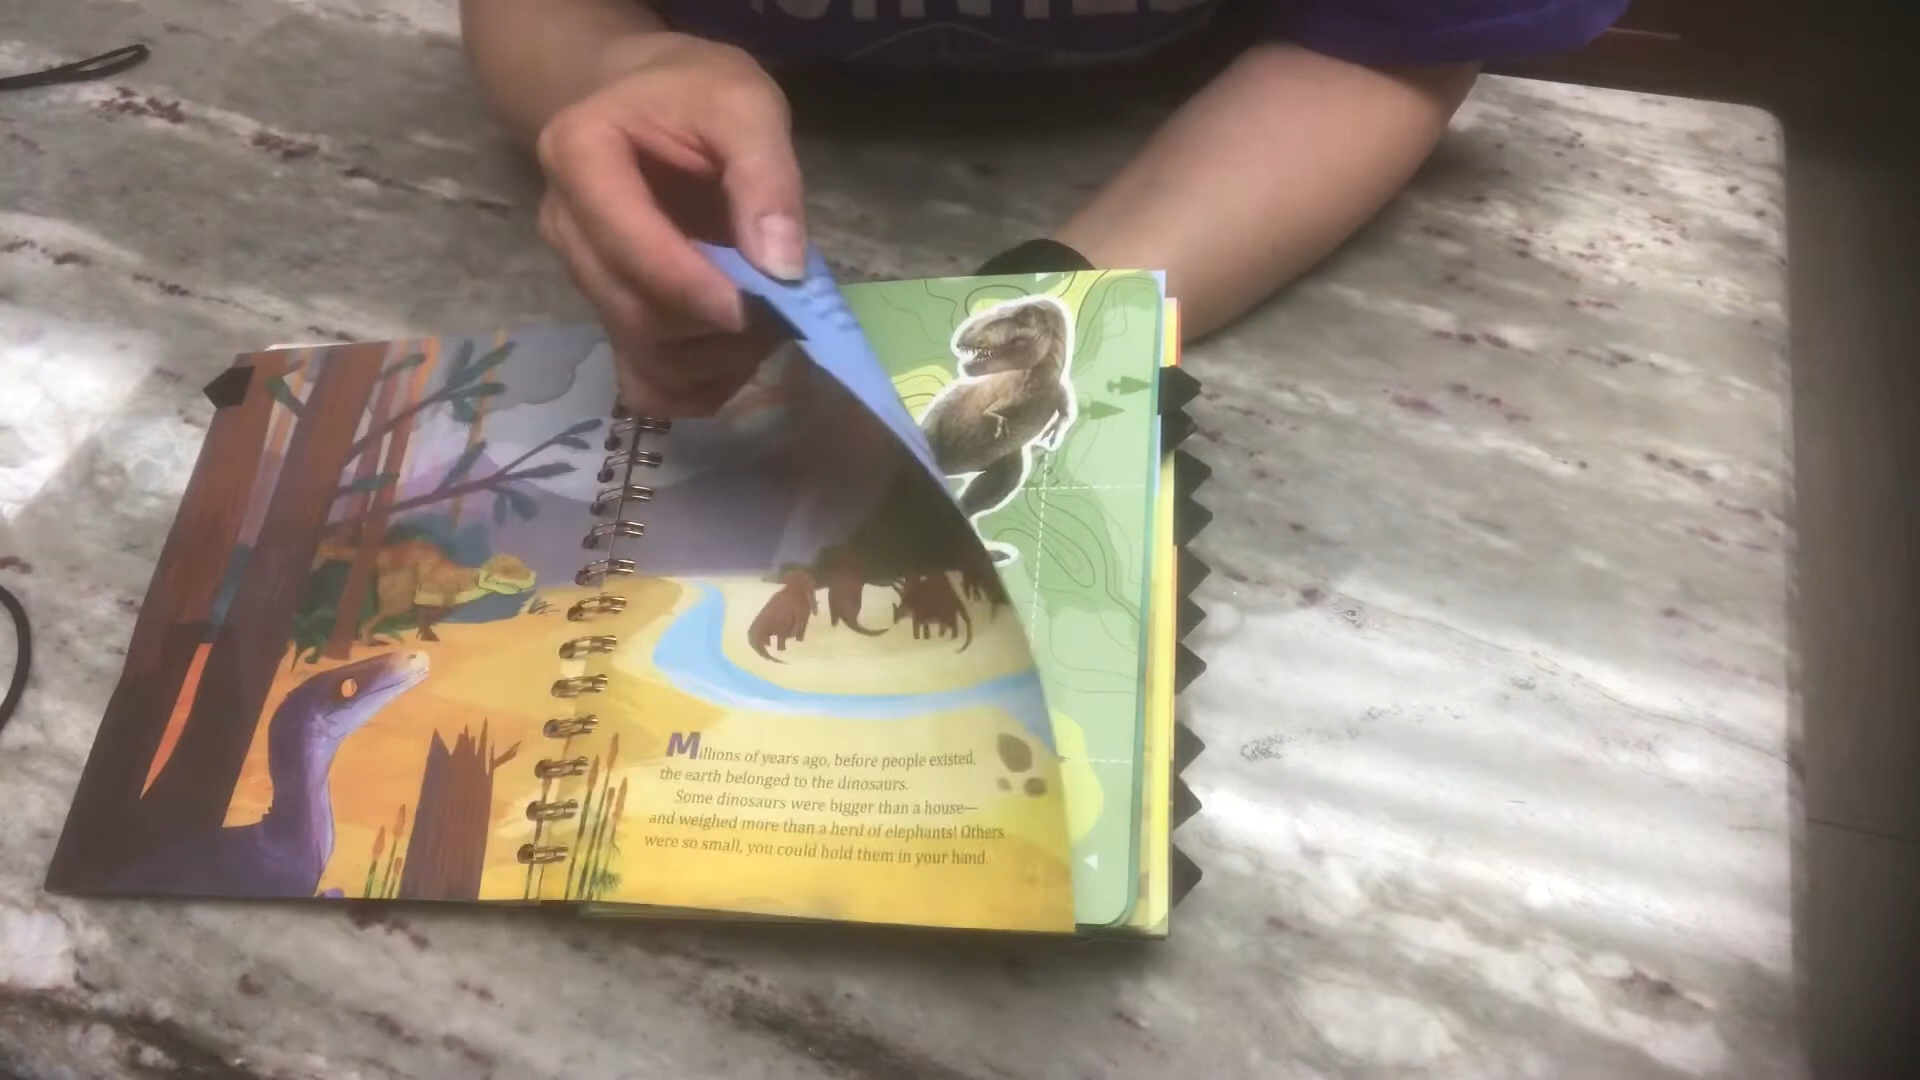 Millions of years ago, before people existed,
the earth belonged to the dinosaurs.
Some dinosaurs were bigger than a house—
and weighed more than a herd of elephants! Others
were so small, you could hold them in your hand.